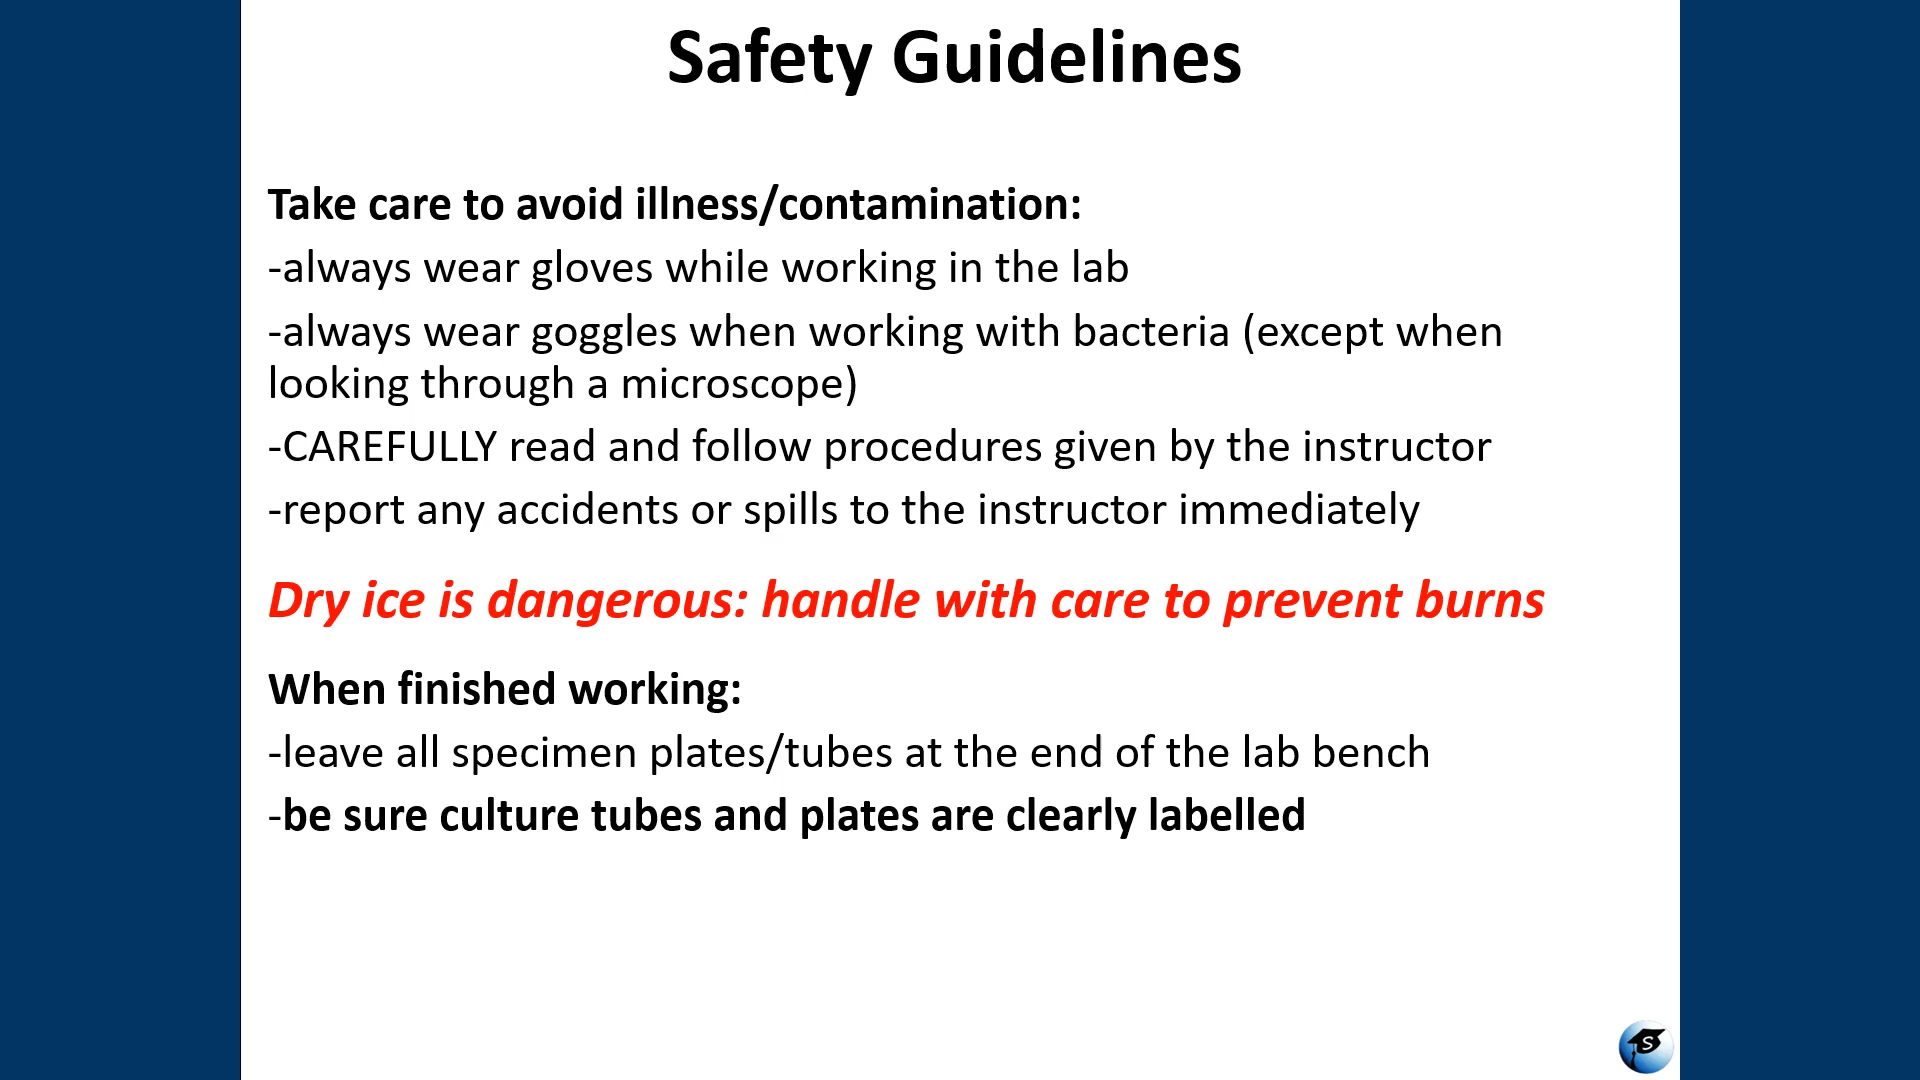 Safety Guidelines
Take care to avoid illness/contamination:
-always wear gloves while working in the lab
-always wear goggles when working with bacteria (except when
looking through a microscope)
-CAREFULLY read and follow procedures given by the instructor
-report any accidents or spills to the instructor immediately
Dry ice is dangerous: handle with care to prevent burns
When finished working:
-leave all specimen plates/tubes at the end of the lab bench
-be sure culture tubes and plates are clearly labelled
S